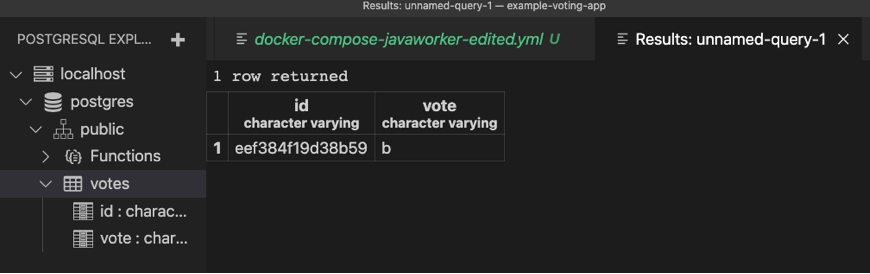 Results: unnamed-query-1 — example-voting-app
POSTGRESQL EXPL...
docker-compose-javaworker-edited.yml U
Results: unnamed-query-1
localhost
postgres
public
Functions
votes
id : charac...
vote : char...
1 row returned
id vote
character varying character varying
1 eef384f19d38b59 b